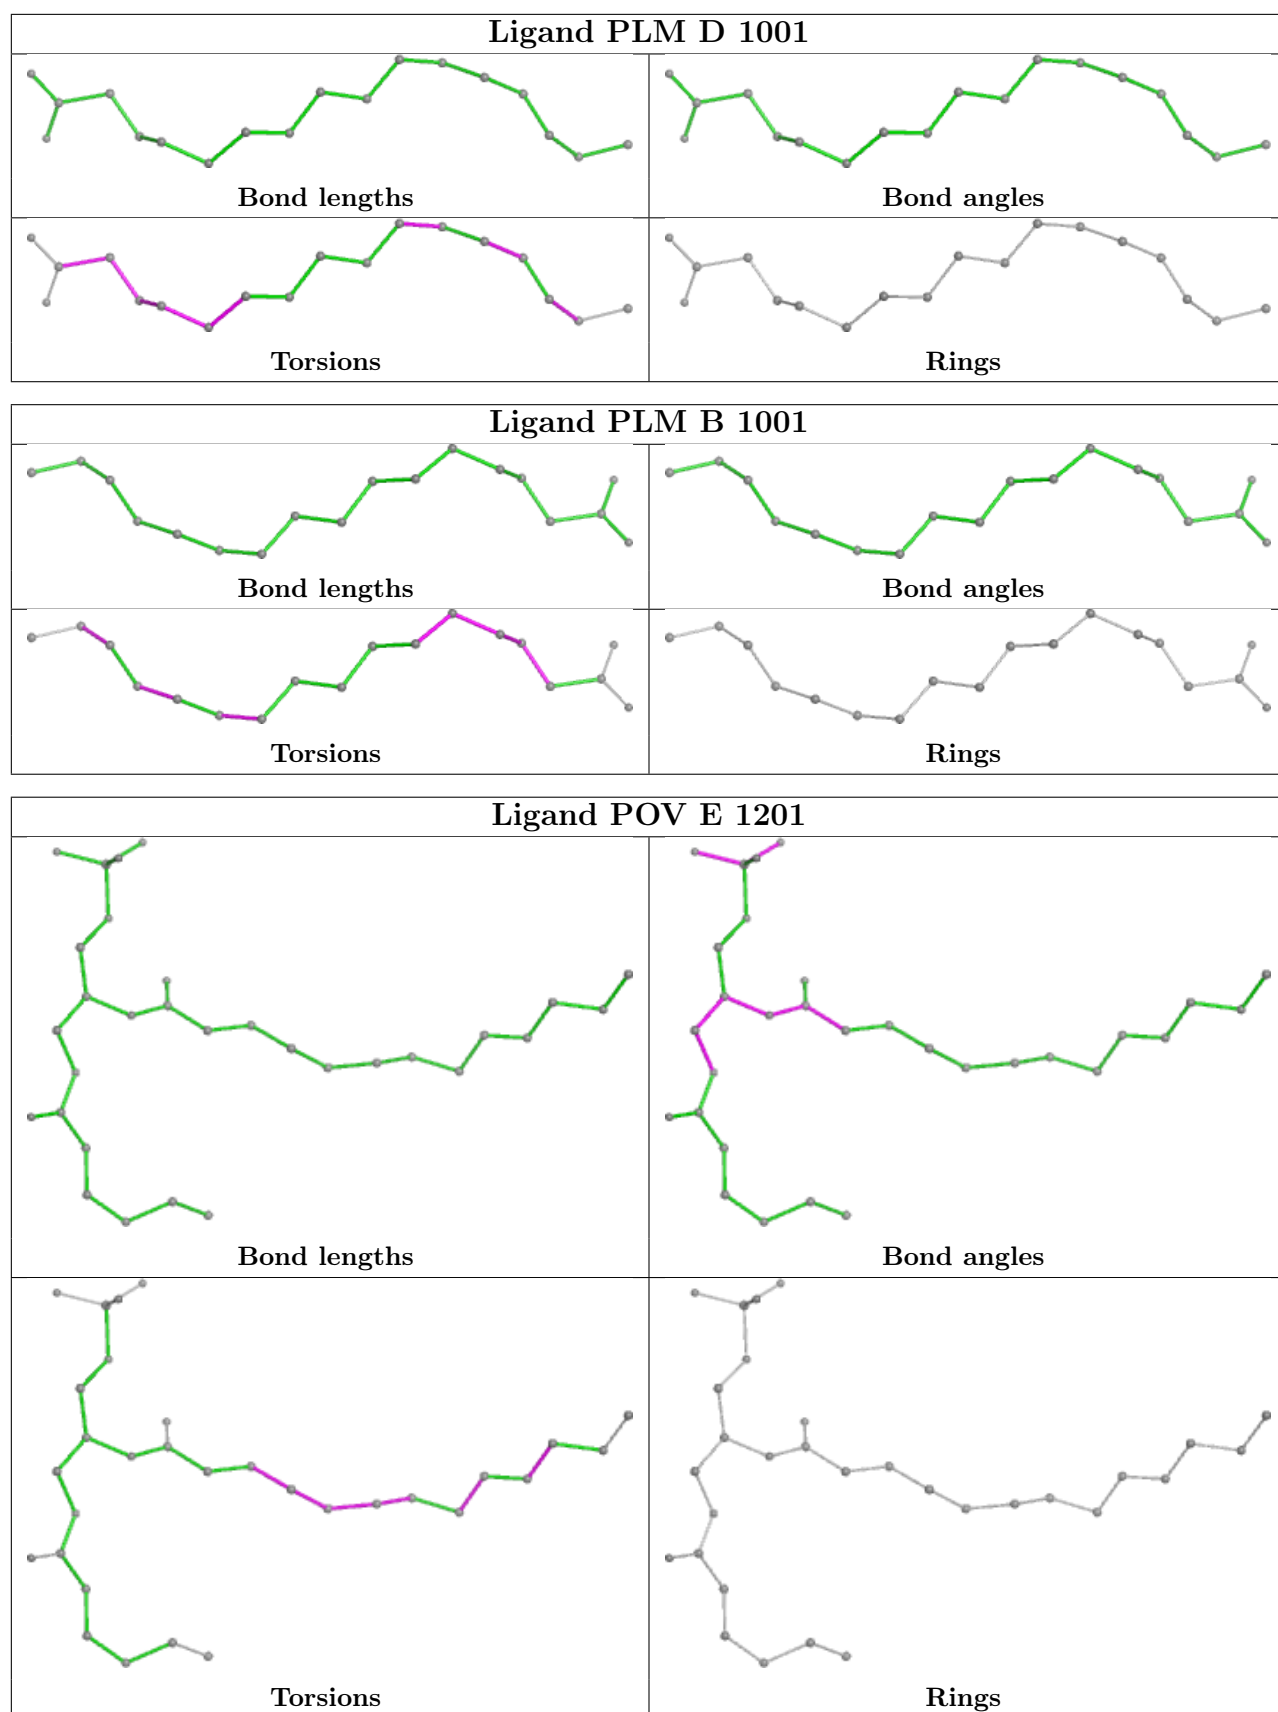 Ligand PLM D 1001
Bond lengths
Bond angles
Torsions
Rings
Ligand PLM B 1001
Bond lengths
Bond angles
Torsions
Rings
Ligand POV E 1201
Bond lengths
Bond angles
Torsions
Rings